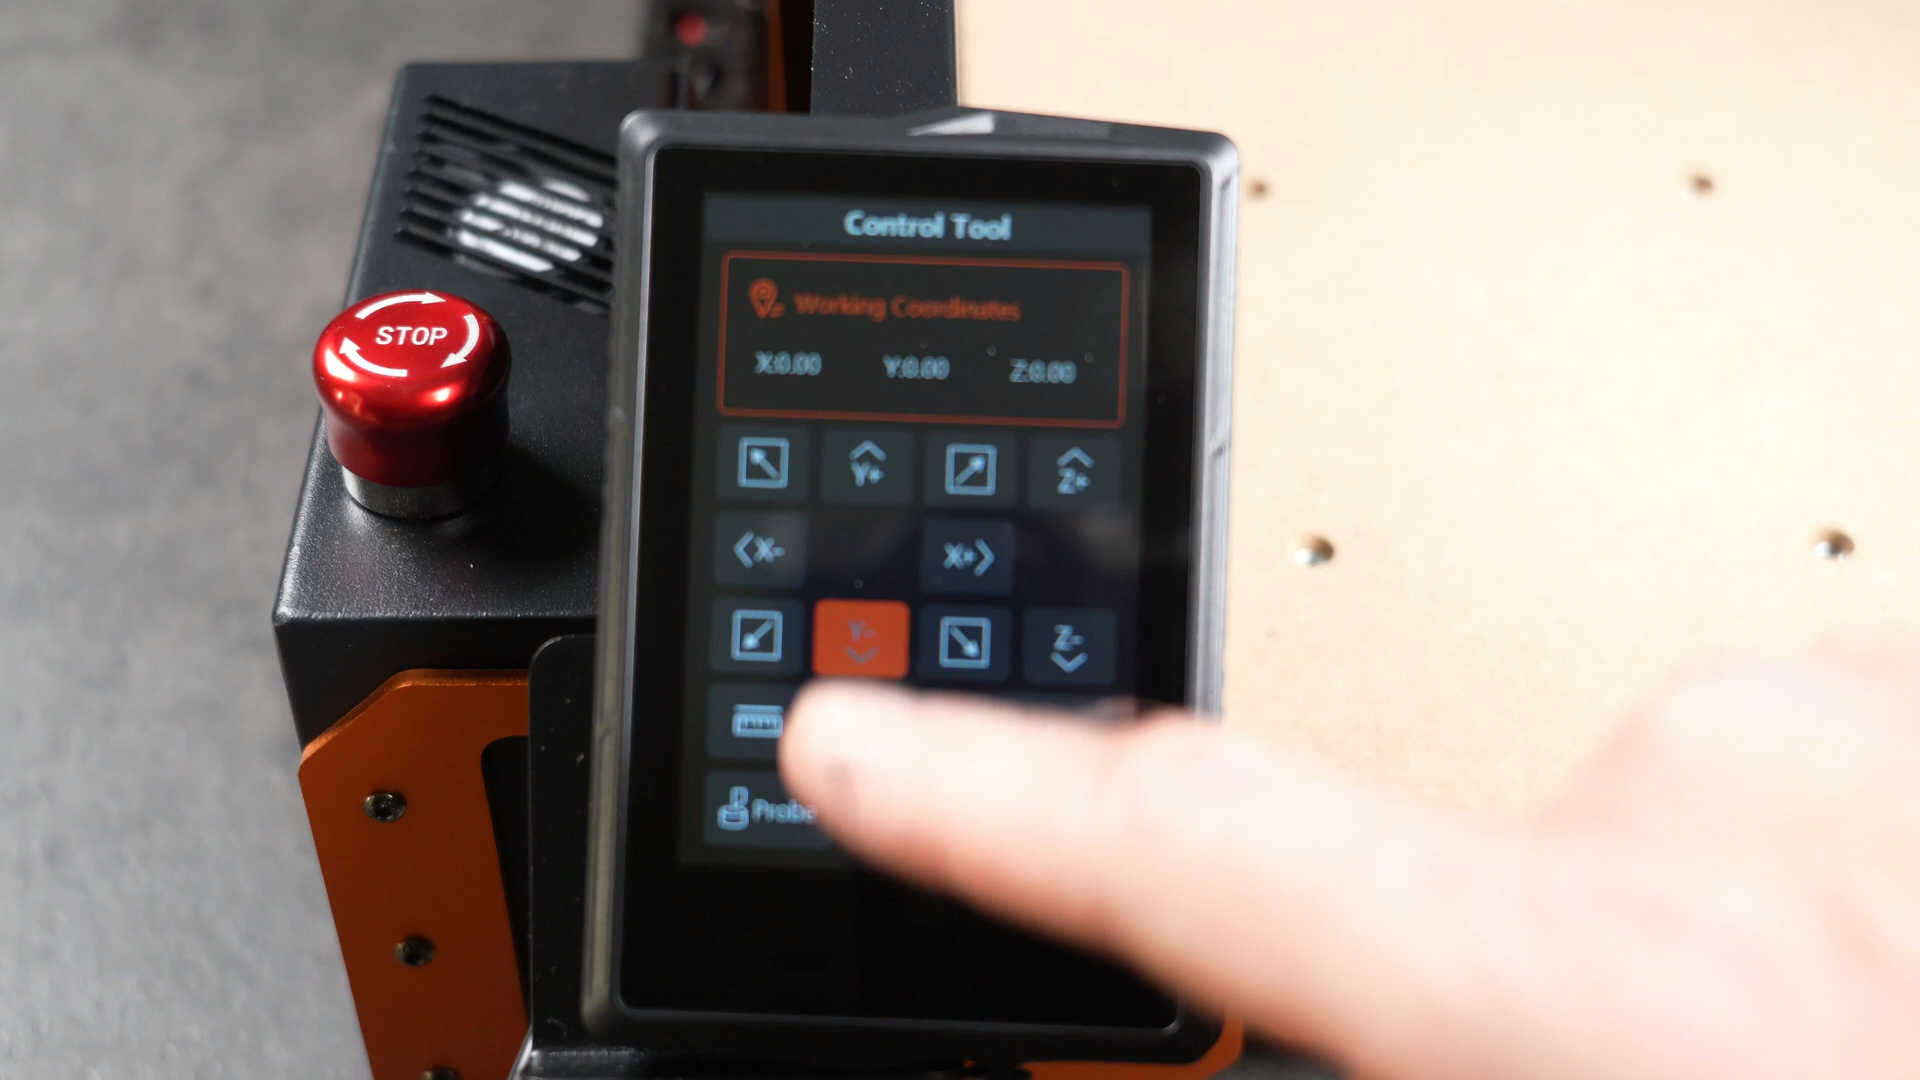 STOP
Control Tool
Working Coordinates
X:0.00 Y:0.00 Z:0.00
Y+ Z+
X- X+
Y- Z-
Probe